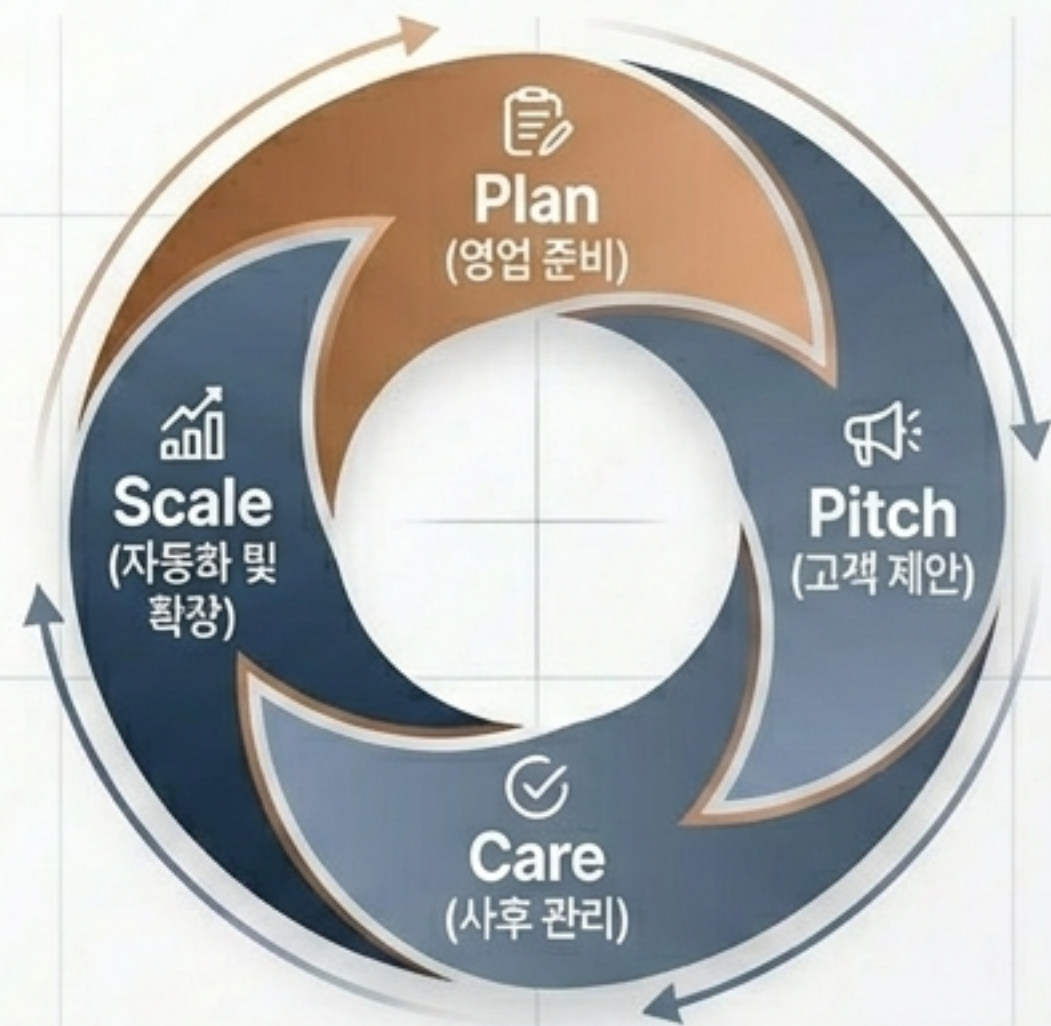 Plan
(영업 준비)
Pitch
(고객 제안)
Care
(사후 관리)
Scale
(자동화 및
확장)